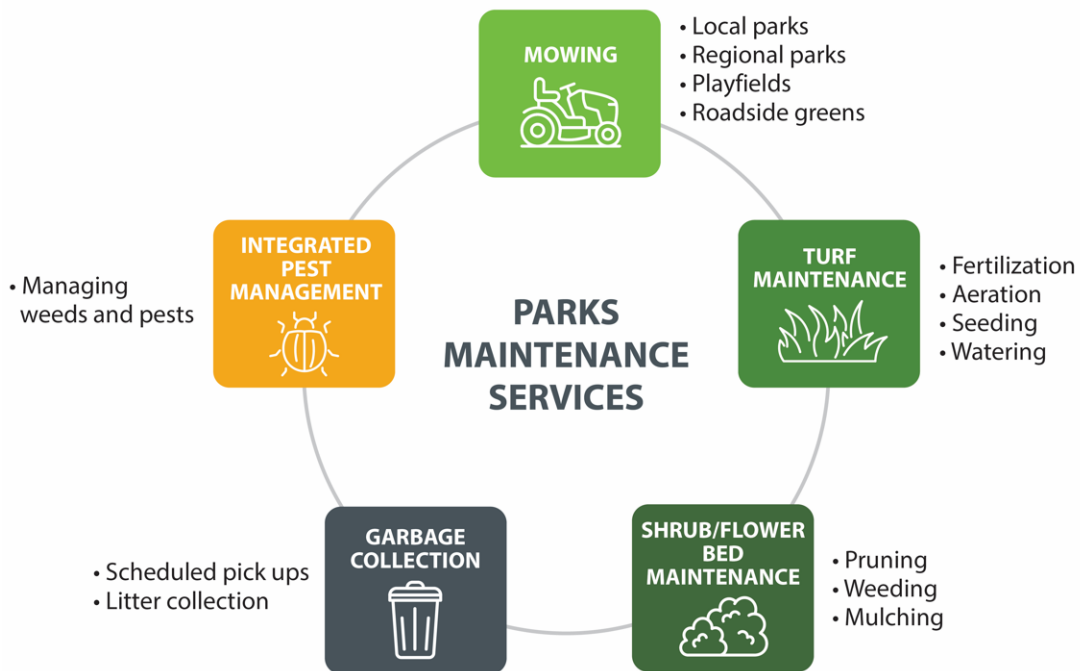 PARKS
MAINTENANCE
SERVICES
MOWING
• Local parks
• Regional parks
• Playfields
• Roadside greens
TURF
MAINTENANCE
• Fertilization
• Aeration
• Seeding
• Watering
SHRUB/FLOWER
BED
MAINTENANCE
• Pruning
• Weeding
• Mulching
GARBAGE
COLLECTION
• Scheduled pick ups
• Litter collection
INTEGRATED
PEST
MANAGEMENT
• Managing
weeds and pests